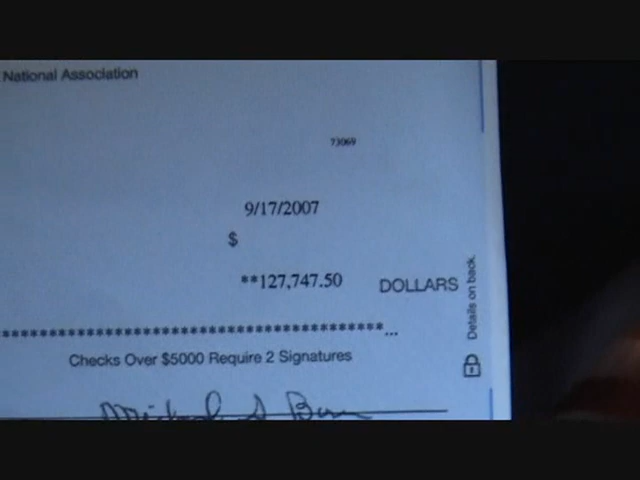 National Association
73069
9/17/2007
$
**127,747.50 DOLLARS
******************************************...
Checks Over $5000 Require 2 Signatures
Details on back.